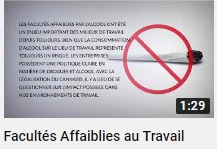 LES FACULTÉS AFFAIBLIES PAR L'ALCOOL ONT ÉTÉ
UN ENJEU IMPORTANT DES MILIEUX DE TRAVAIL
DEPUIS TOUJOURS. BIEN QUE LA CONSOMMATION
D'ALCOOL SUR LE LIEU DE TRAVAIL REPRÉSENTE
TOUJOURS UN RISQUE, LES ENTREPRISES
POSSÈDENT UNE POLITIQUE CLAIRE EN
MATIÈRE DE DROGUES ET ALCOOL. AVEC LA
LÉGALISATION DU CANNABIS, IL Y A LIEU DE SE
QUESTIONNER SUR L'IMPACT POSSIBLE DANS
NOS ENVIRONNEMENTS DE TRAVAIL.
1:29
Facultés Affaiblies au Travail